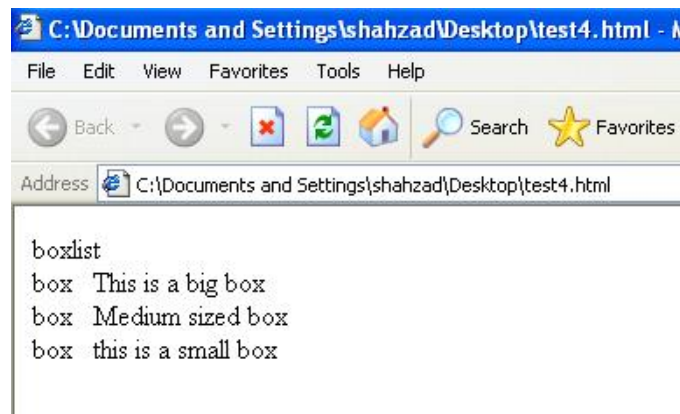 C:\Documents and Settings\shahzad\Desktop\test4.html -
File Edit View Favorites Tools Help
Back Search Favorites
Address C:\Documents and Settings\shahzad\Desktop\test4.html
boxlist
box This is a big box
box Medium sized box
box this is a small box